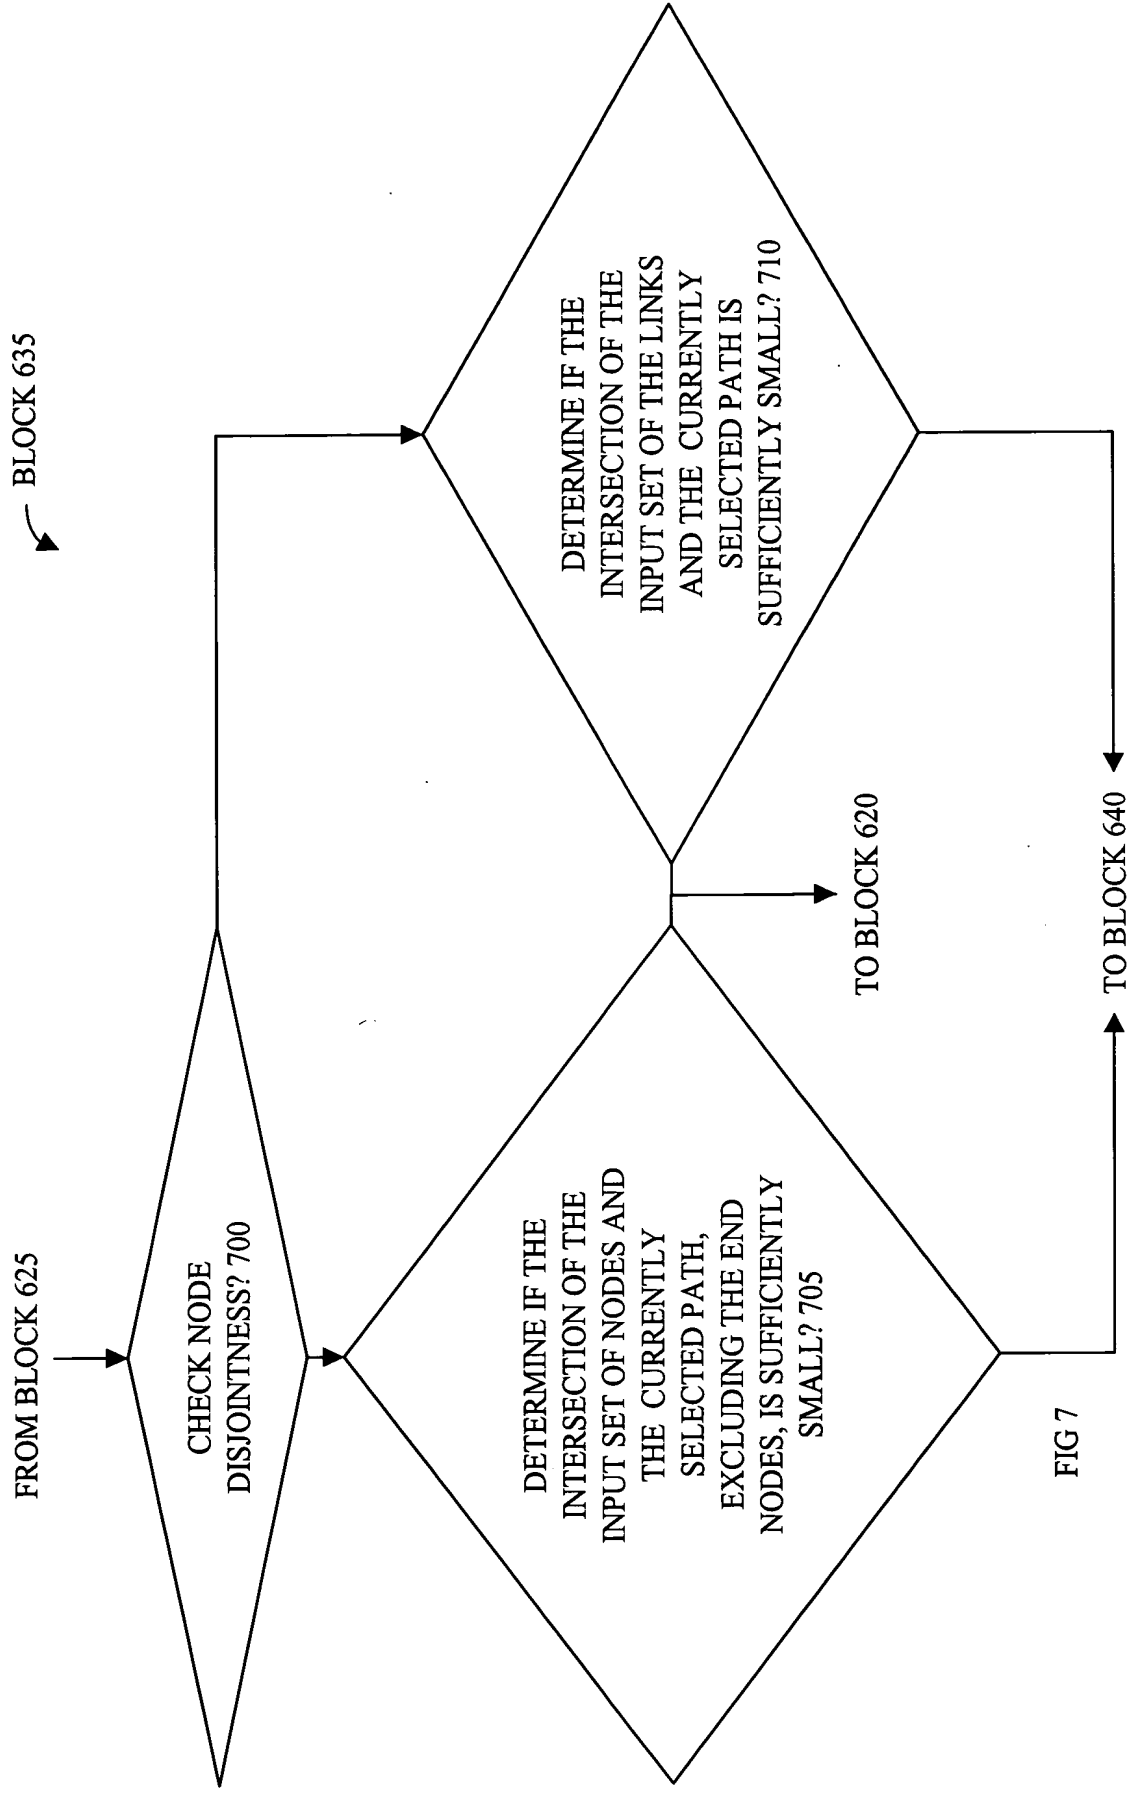 BLOCK 635
FROM BLOCK 625
CHECK NODE
DISJOINTNESS? 700
DETERMINE IF THE
INTERSECTION OF THE
INPUT SET OF NODES AND
THE CURRENTLY
SELECTED PATH,
EXCLUDING THE END
NODES, IS SUFFICIENTLY
SMALL? 705
DETERMINE IF THE
INTERSECTION OF THE
INPUT SET OF THE LINKS
AND THE CURRENTLY
SELECTED PATH IS
SUFFICIENTLY SMALL? 710
TO BLOCK 620
TO BLOCK 640
FIG 7